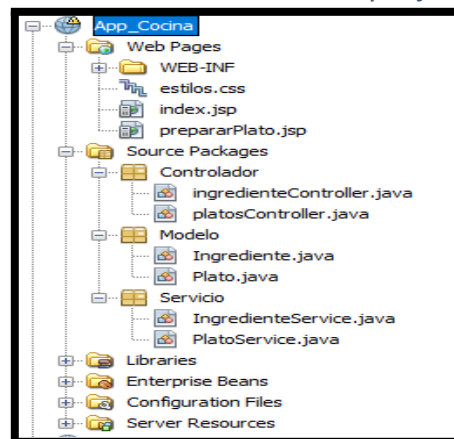 App_Cocina
Web Pages
WEB-INF
estilos.css
index.jsp
prepararPlato.jsp
Source Packages
Controlador
ingredienteController.java
platosController.java
Modelo
Ingrediente.java
Plato.java
Servicio
IngredienteService.java
PlatoService.java
Libraries
Enterprise Beans
Configuration Files
Server Resources